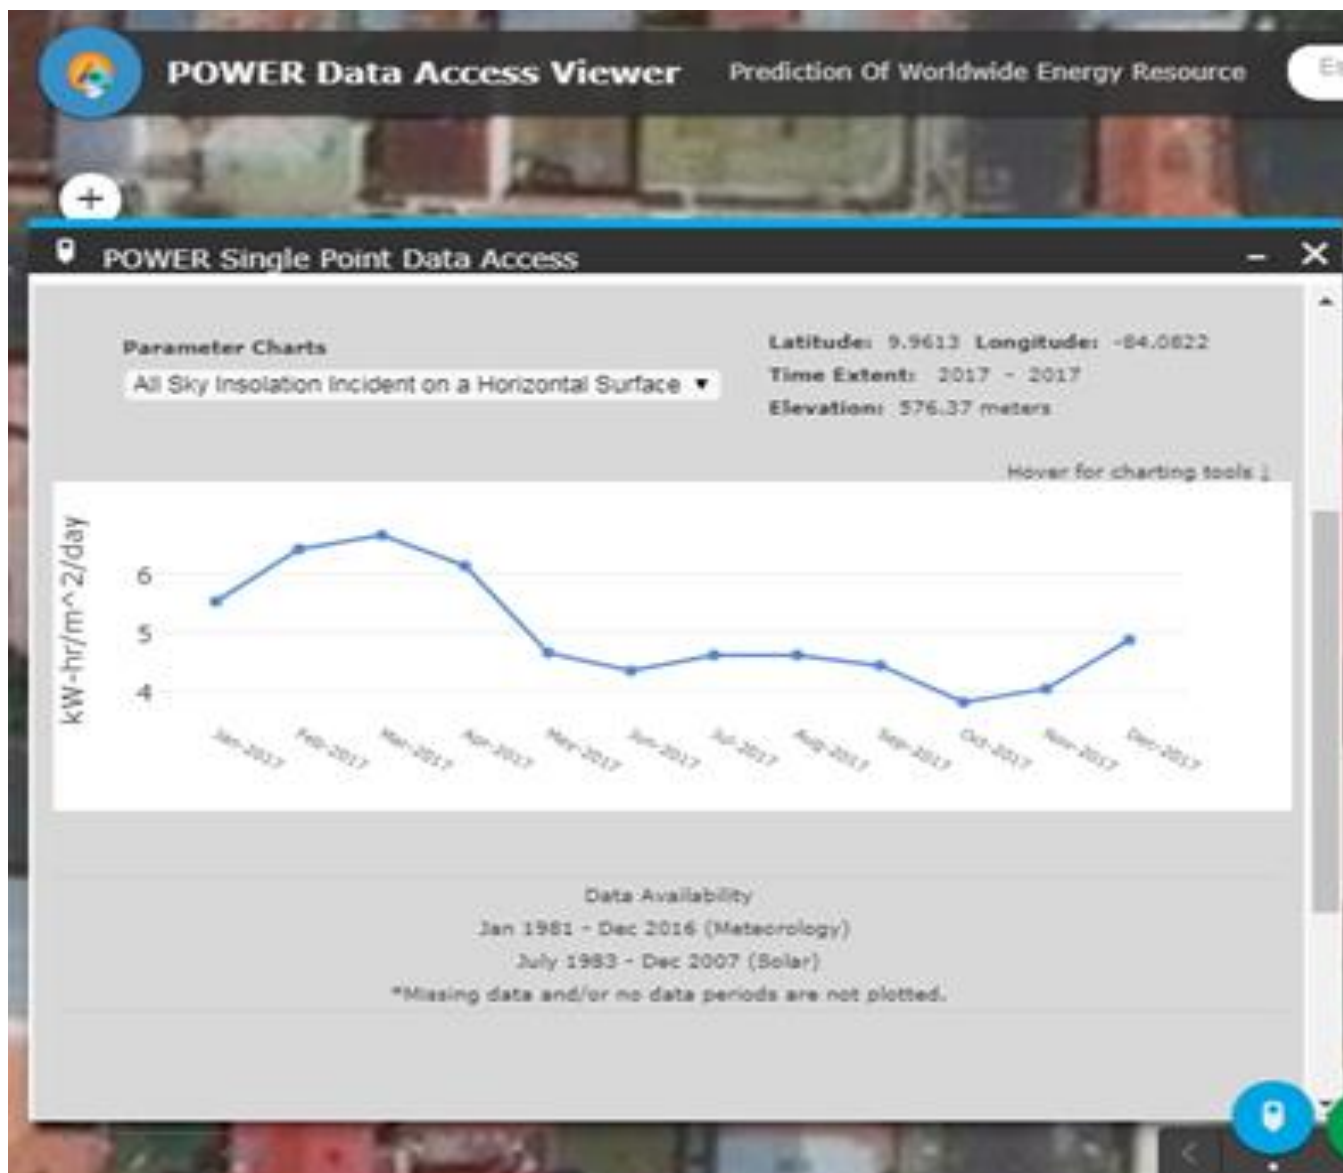 POWER Data Access Viewer Prediction Of Worldwide Energy Resource
+
POWER Single Point Data Access
Parameter Charts
All Sky Insolation Incident on a Horizontal Surface
Latitude: 9.9613 Longitude: -84.0822
Time Extent: 2017 - 2017
Elevation: 576.37 meters
Hover for charting tools ↓
kW-hr/m^2/day
6
5
4
Jan-2017
Feb-2017
Mar-2017
Apr-2017
May-2017
Jun-2017
Jul-2017
Aug-2017
Sep-2017
Oct-2017
Nov-2017
Dec-2017
Data Availability
Jan 1981 - Dec 2016 (Meteorology)
July 1983 - Dec 2007 (Solar)
*Missing data and/or no data periods are not plotted.